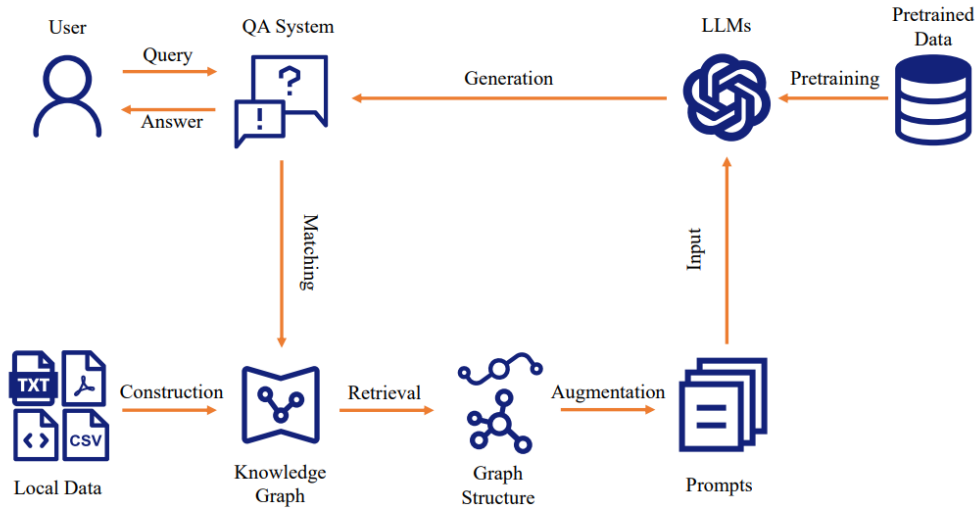 User
QA System
LLMs
Pretrained
Data
Query
Answer
?
!
Generation
Pretraining
Matching
Input
TXT
CSV
Construction
Retrieval
Augmentation
Local Data
Knowledge
Graph
Graph
Structure
Prompts